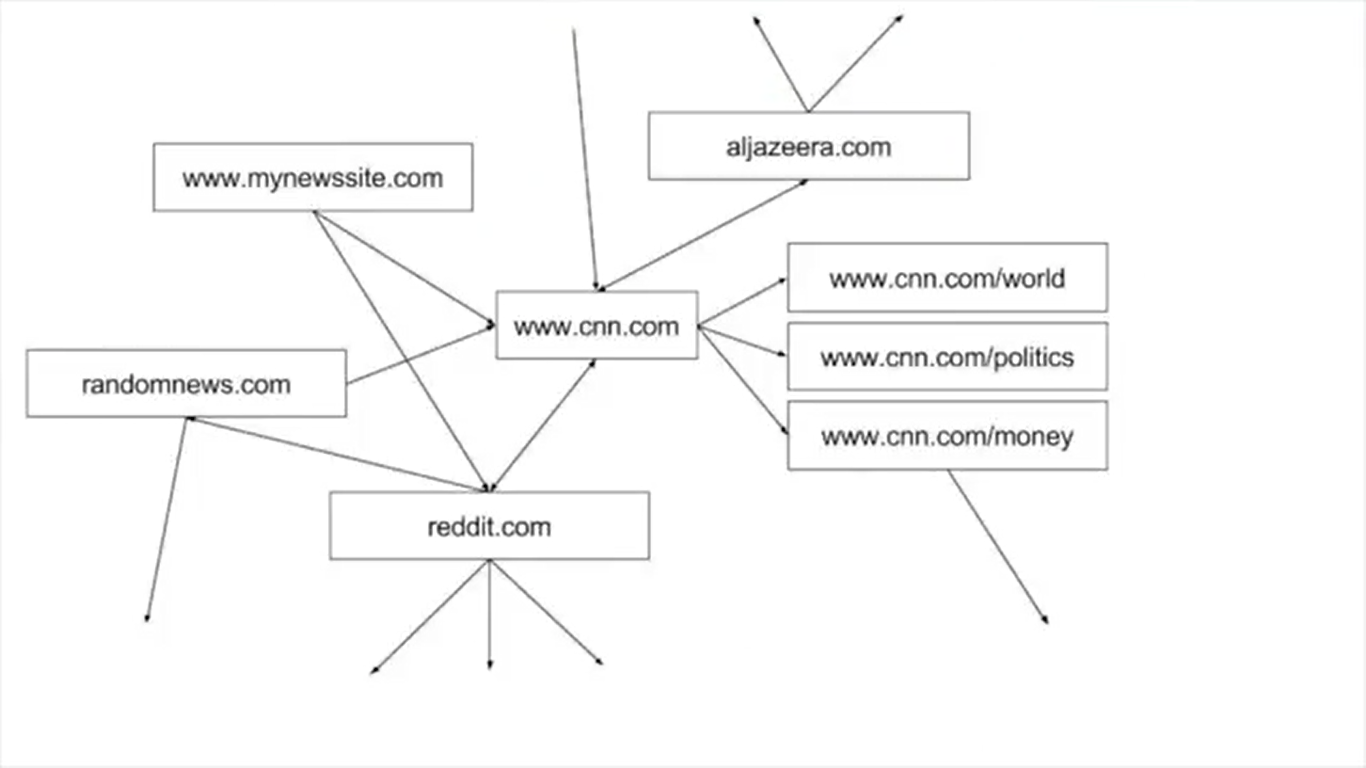 aljazeera.com
www.mynewssite.com
www.cnn.com/world
www.cnn.com
www.cnn.com/politics
randomnews.com
www.cnn.com/money
reddit.com